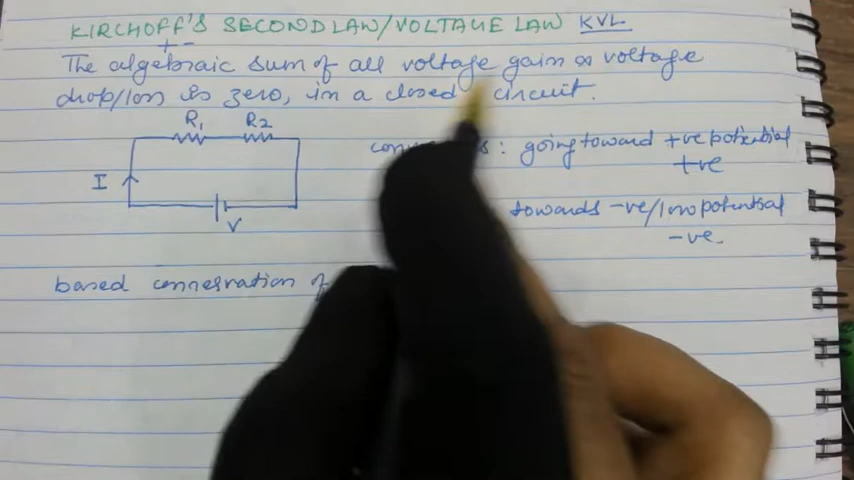 KIRCHOFF'S SECOND LAW/VOLTAGE LAW KVL
+ -
The algebraic sum of all voltage gain or voltage
drop/loss is zero, in a closed circuit.
R1 R2
I
V
: going toward +ve potential
+ve
towards -ve/low potential
-ve
based conservation of